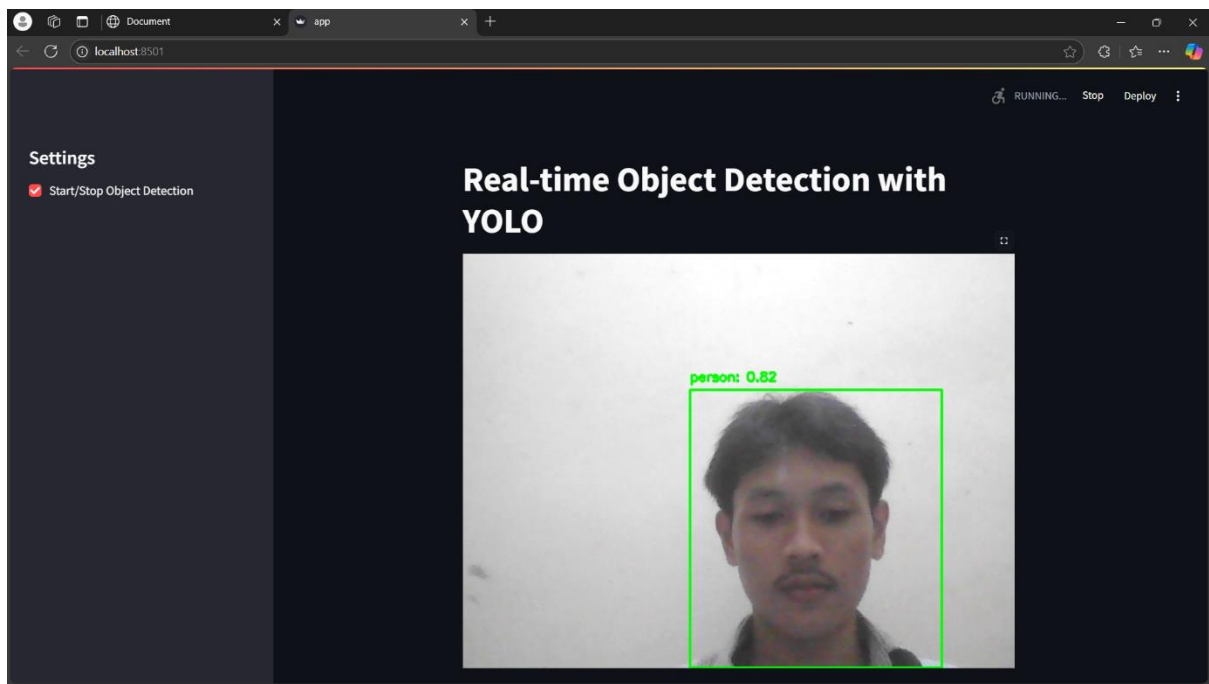 Document
app
localhost:8501
RUNNING... Stop Deploy
Settings
Start/Stop Object Detection
Real-time Object Detection with
YOLO
person: 0.82